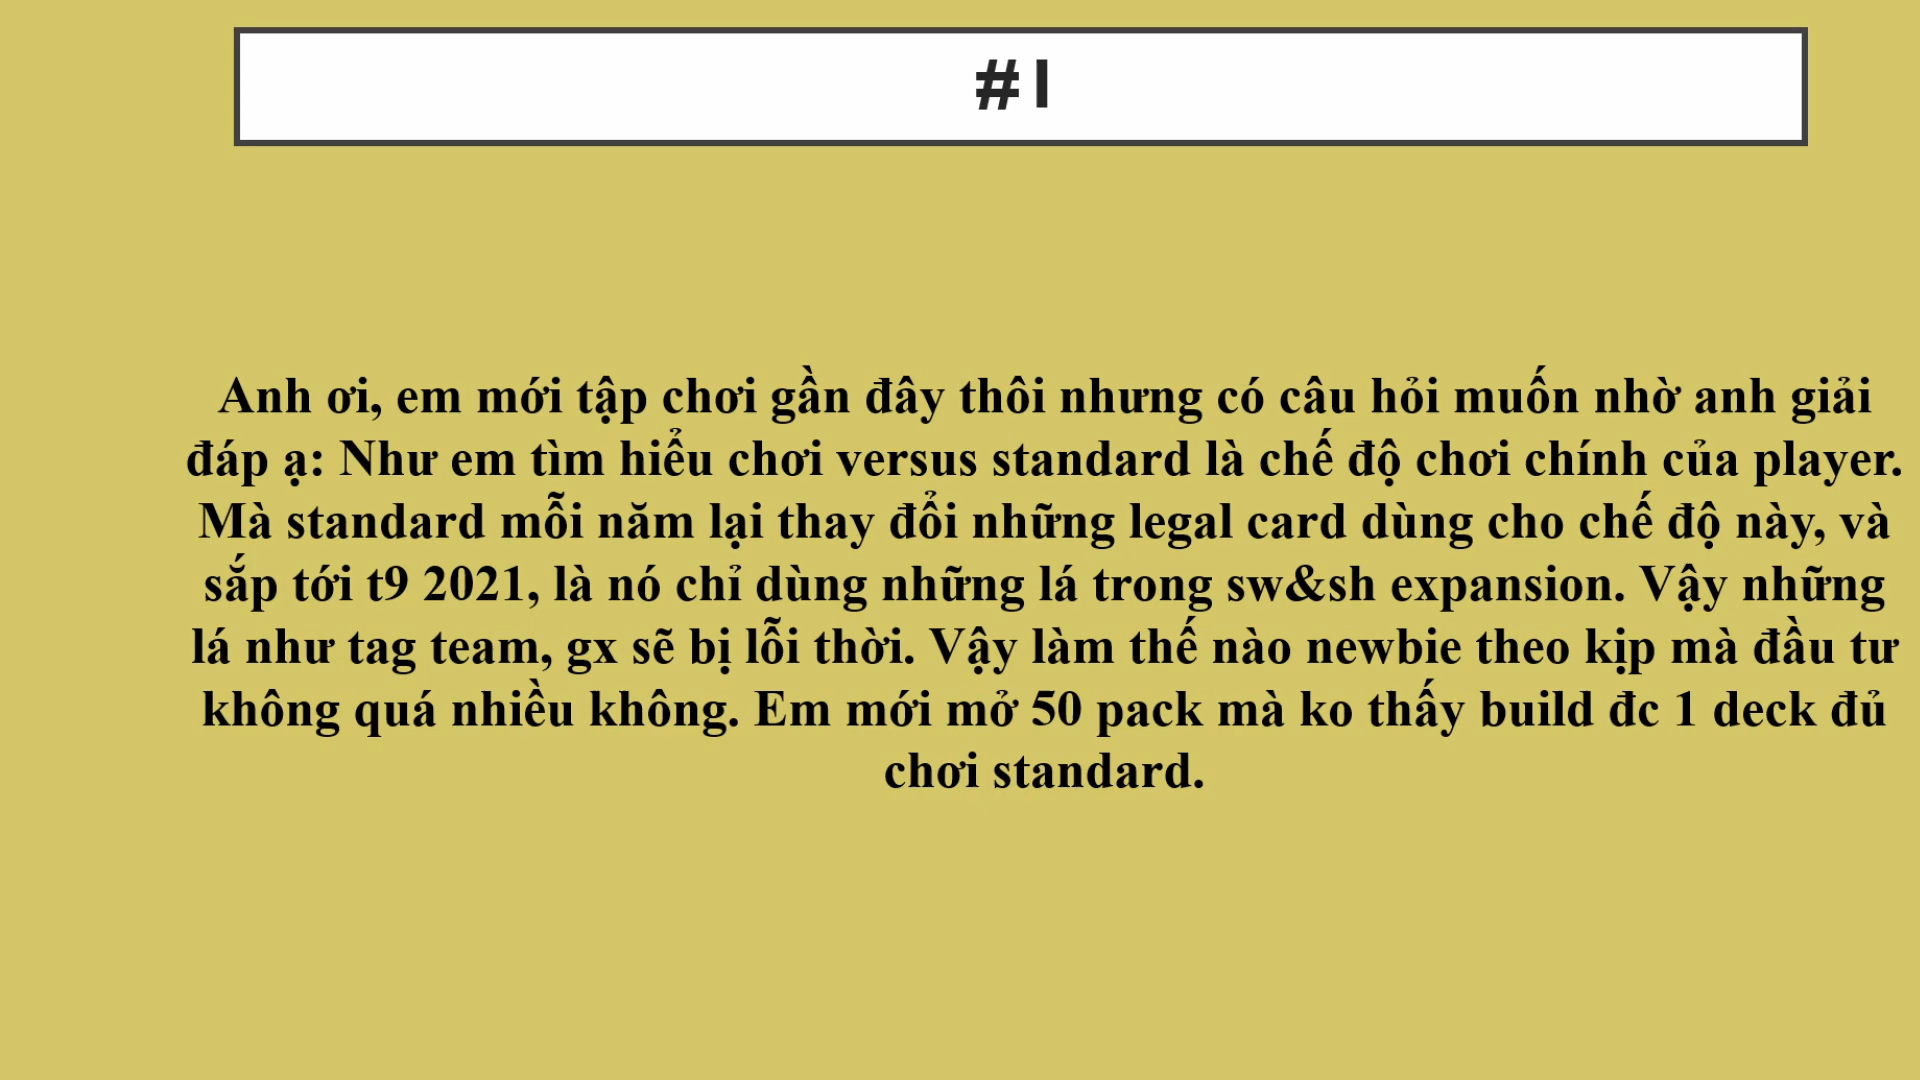 #1
Anh ơi, em mới tập chơi gần đây thôi nhưng có câu hỏi muốn nhờ anh giải
đáp ạ: Như em tìm hiểu chơi versus standard là chế độ chơi chính của player.
Mà standard mỗi năm lại thay đổi những legal card dùng cho chế độ này, và
sắp tới t9 2021, là nó chỉ dùng những lá trong sw&sh expansion. Vậy những
lá như tag team, gx sẽ bị lỗi thời. Vậy làm thế nào newbie theo kịp mà đầu tư
không quá nhiều không. Em mới mở 50 pack mà ko thấy build đc 1 deck đủ
chơi standard.